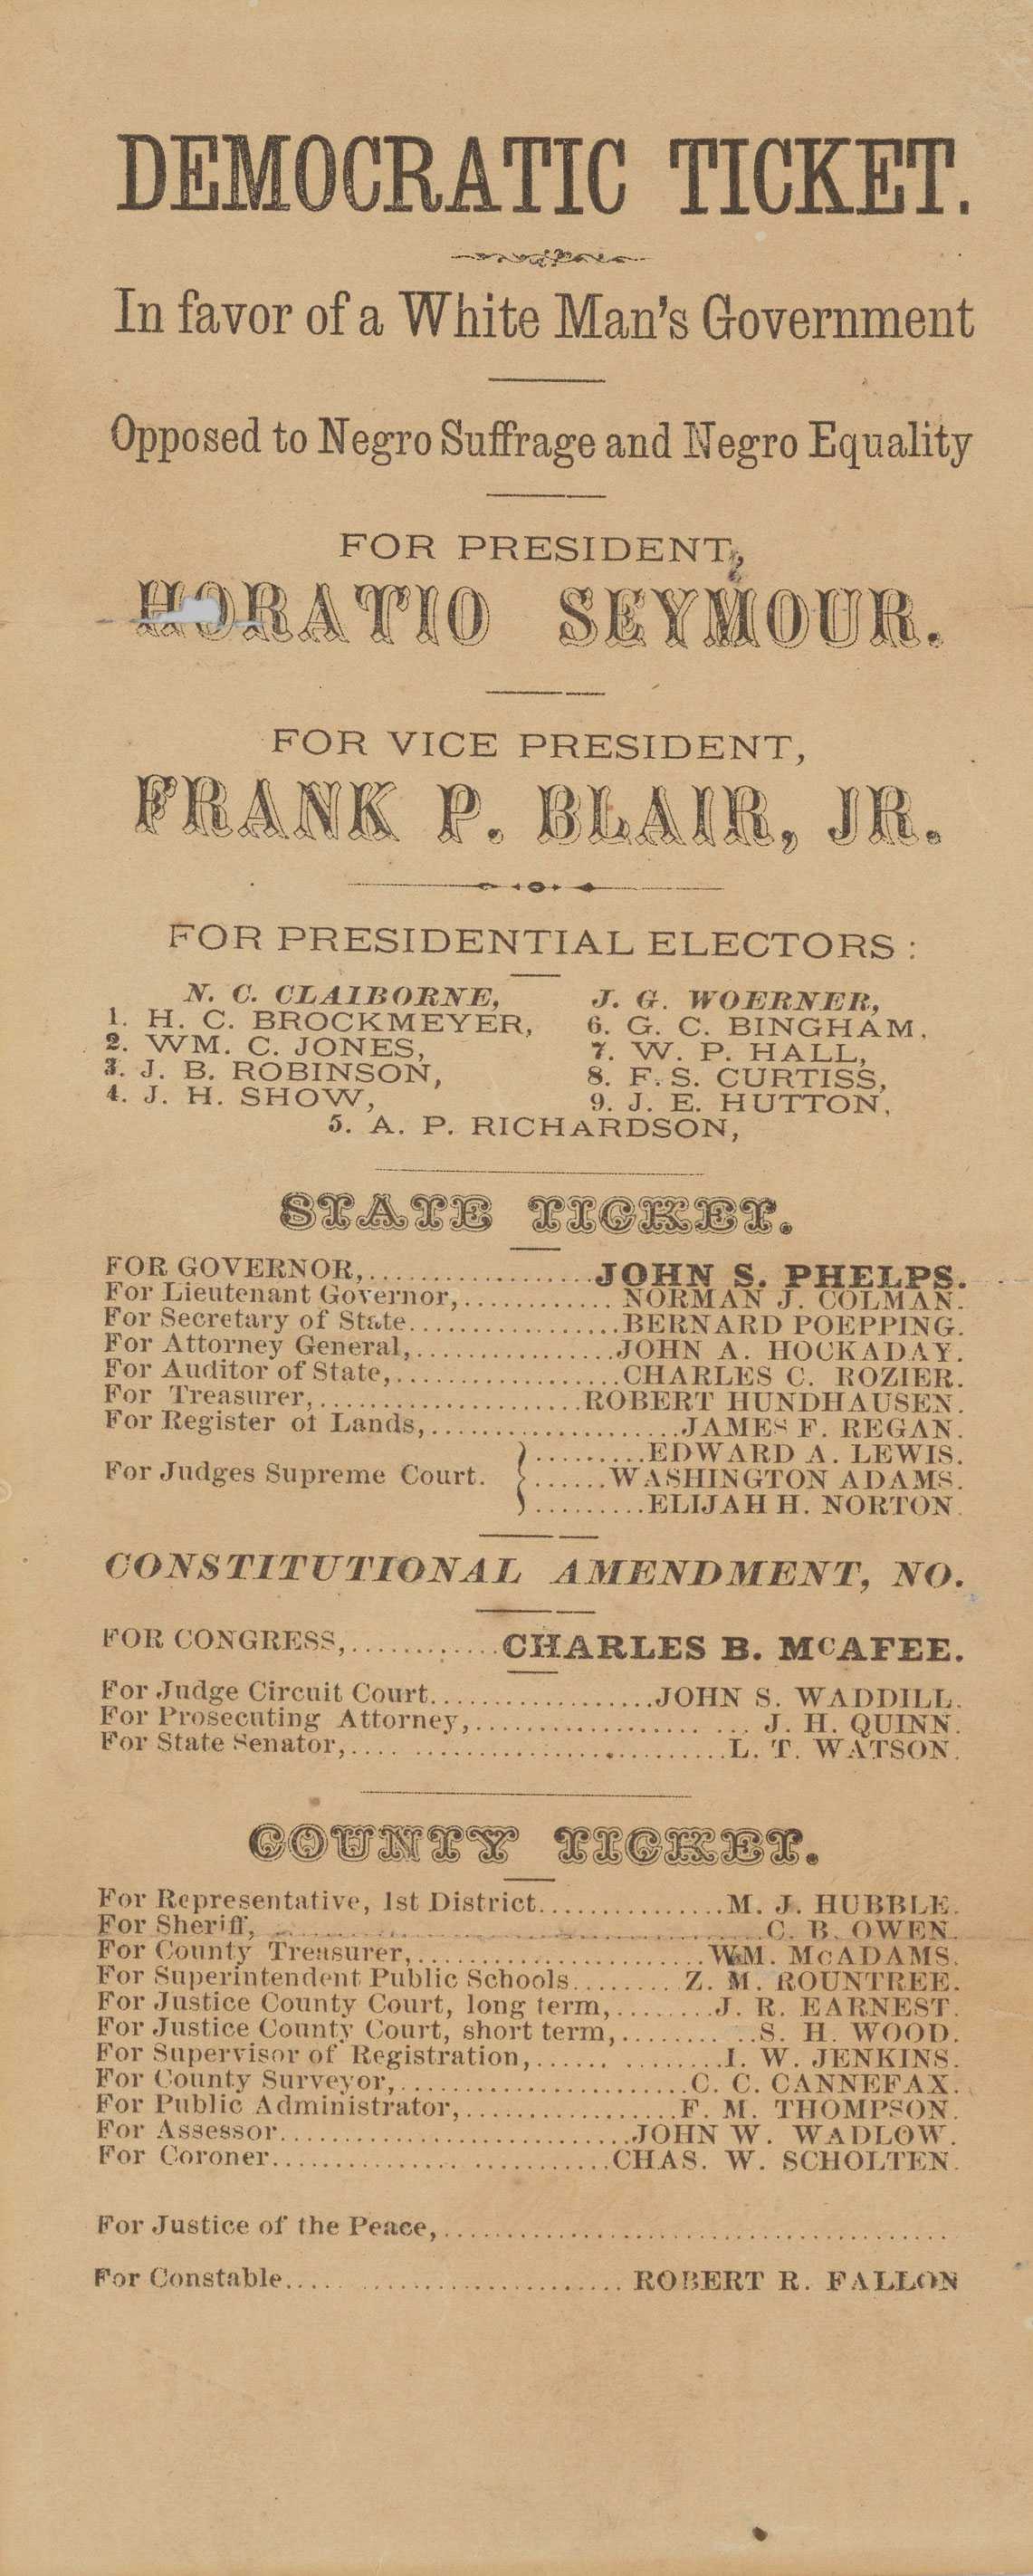 DEMOCRATIC TICKET.
In favor of a White Man's Government
Opposed to Negro Suffrage and Negro Equality
FOR PRESIDENT,
HORATIO SEYMOUR.
FOR VICE PRESIDENT,
FRANK P. BLAIR, JR.
FOR PRESIDENTIAL ELECTORS :
N. C. CLAIBORNE, J. G. WOERNER,
1. H. C. BROCKMEYER, 6. G. C. BINGHAM,
2. WM. C. JONES, 7. W. P. HALL,
3. J. B. ROBINSON, 8. F. S. CURTISS,
4. J. H. SHOW, 9. J. E. HUTTON,
5. A. P. RICHARDSON,
STATE TICKET.
FOR GOVERNOR,..................JOHN S. PHELPS.
For Lieutenant Governor,............NORMAN J. COLMAN.
For Secretary of State.................BERNARD POEPPING.
For Attorney General,................JOHN A. HOCKADAY.
For Auditor of State,..................CHARLES C. ROZIER.
For Treasurer,.....................ROBERT HUNDHAUSEN.
For Register of Lands,....................JAMES F. REGAN.
For Judges Supreme Court. } .........EDWARD A. LEWIS.
......WASHINGTON ADAMS.
.........ELIJAH H. NORTON.
CONSTITUTIONAL AMENDMENT, NO.
FOR CONGRESS,............CHARLES B. McAFEE.
For Judge Circuit Court..................JOHN S. WADDILL.
For Prosecuting Attorney,..................... ... J. H. QUINN.
For State Senator,.... ..........................L. T. WATSON.
COUNTY TICKET.
For Representative, 1st District...............M. J. HUBBLE.
For Sheriff, ........................................C. B. OWEN.
For County Treasurer,........................WM. McADAMS.
For Superintendent Public Schools.........Z. M. ROUNTREE.
For Justice County Court, long term,........J. R. EARNEST.
For Justice County Court, short term,......... ..S. H. WOOD.
For Supervisor of Registration,...... .........I. W. JENKINS.
For County Surveyor,........................C. C. CANNEFAX.
For Public Administrator,..................F. M. THOMPSON.
For Assessor.............................JOHN W. WADLOW.
For Coroner............... ............CHAS. W. SCHOLTEN.
For Justice of the Peace,..........................................
For Constable.... ...................... ROBERT R. FALLON